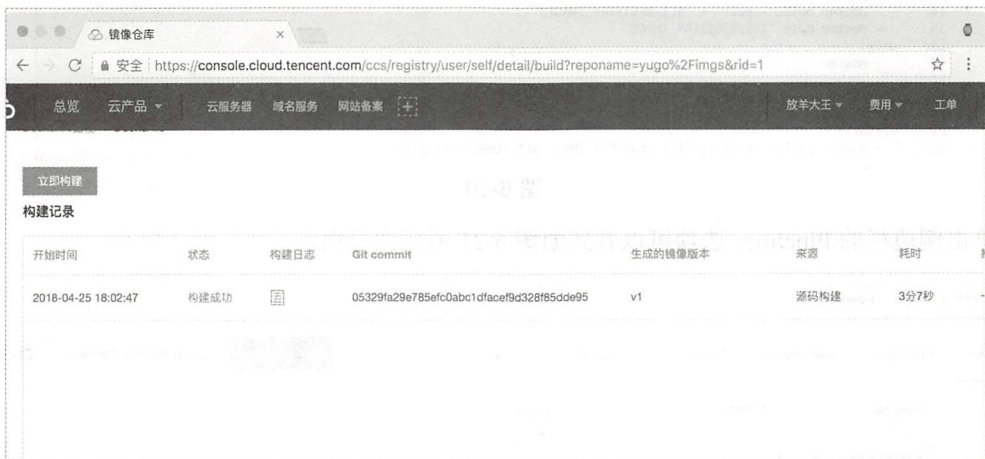 镜像仓库 ×
安全 https://console.cloud.tencent.com/ccs/registry/user/self/detail/build?reponame=yugo%2Fimgs&rid=1
总览 云产品 云服务器 域名服务 网站备案 放羊大王 费用 工单
立即构建
构建记录
开始时间 状态 构建日志 Git commit 生成的镜像版本 来源 耗时
2018-04-25 18:02:47 构建成功 05329fa29e785efc0abc1dfacef9d328f85dde95 v1 源码构建 3分7秒